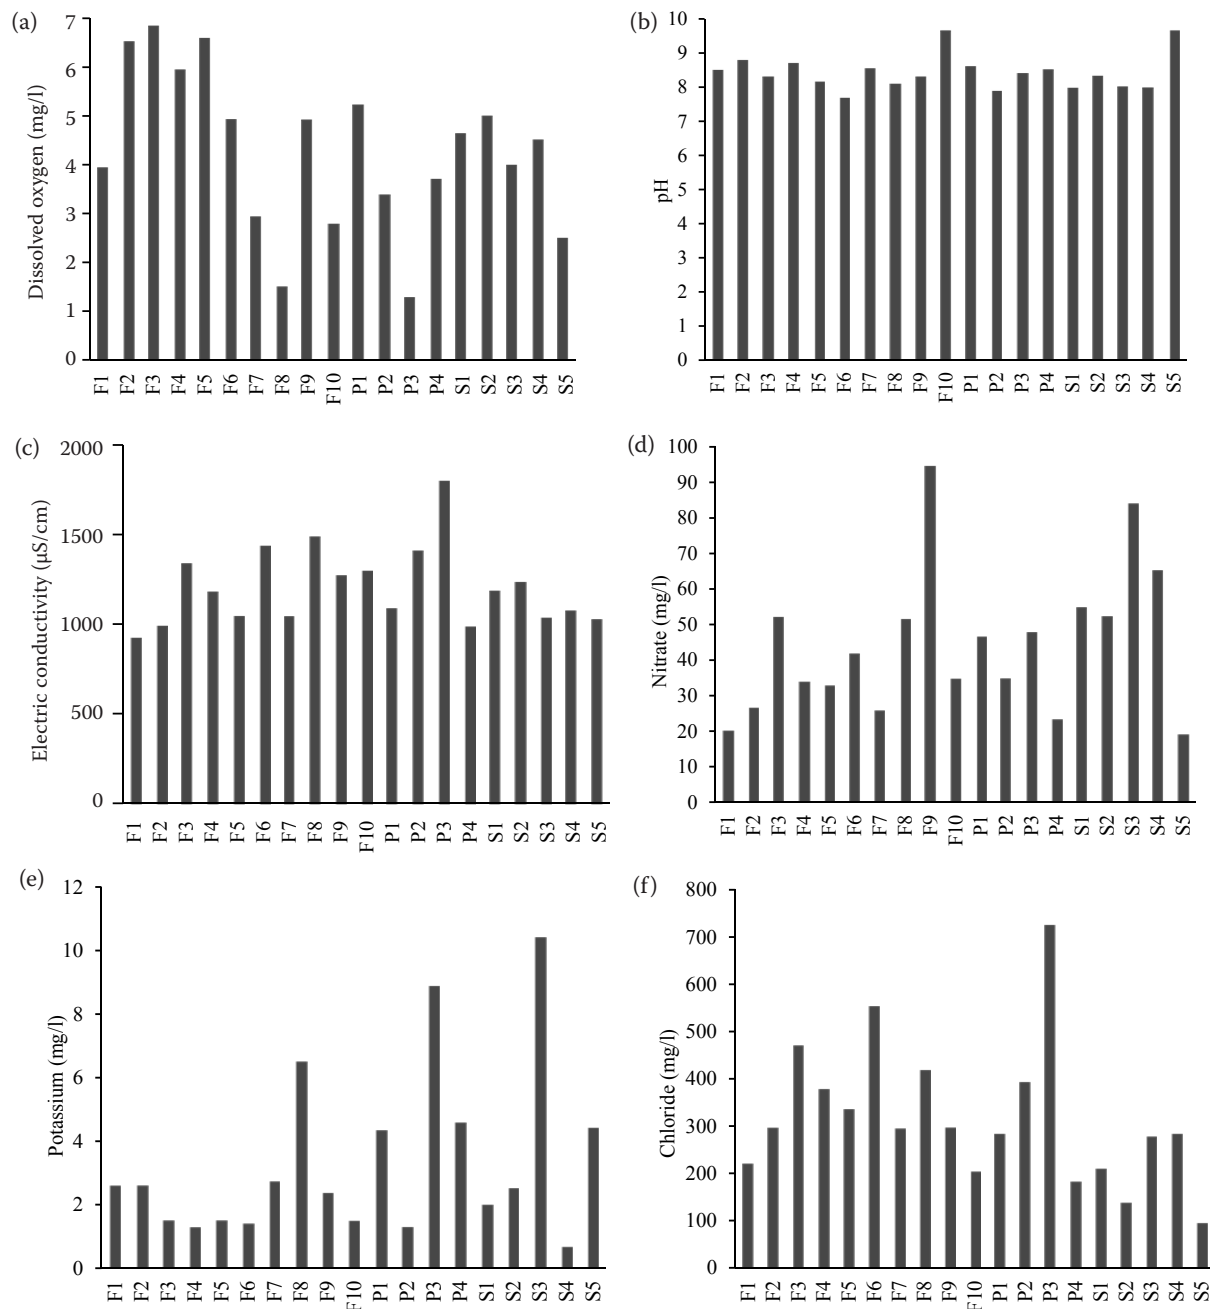 (a)
Dissolved oxygen (mg/l)
7
6
5
4
3
2
1
0
F1 F2 F3 F4 F5 F6 F7 F8 F9 F10 P1 P2 P3 P4 S1 S2 S3 S4 S5
(b)
pH
10
9
8
7
6
5
4
3
2
1
0
F1 F2 F3 F4 F5 F6 F7 F8 F9 F10 P1 P2 P3 P4 S1 S2 S3 S4 S5
(c)
Electric conductivity (µS/cm)
2000
1500
1000
500
0
F1 F2 F3 F4 F5 F6 F7 F8 F9 F10 P1 P2 P3 P4 S1 S2 S3 S4 S5
(d)
Nitrate (mg/l)
100
90
80
70
60
50
40
30
20
10
0
F1 F2 F3 F4 F5 F6 F7 F8 F9 F10 P1 P2 P3 P4 S1 S2 S3 S4 S5
(e)
Potassium (mg/l)
12
10
8
6
4
2
0
F1 F2 F3 F4 F5 F6 F7 F8 F9 F10 P1 P2 P3 P4 S1 S2 S3 S4 S5
(f)
Chloride (mg/l)
800
700
600
500
400
300
200
100
0
F1 F2 F3 F4 F5 F6 F7 F8 F9 F10 P1 P2 P3 P4 S1 S2 S3 S4 S5